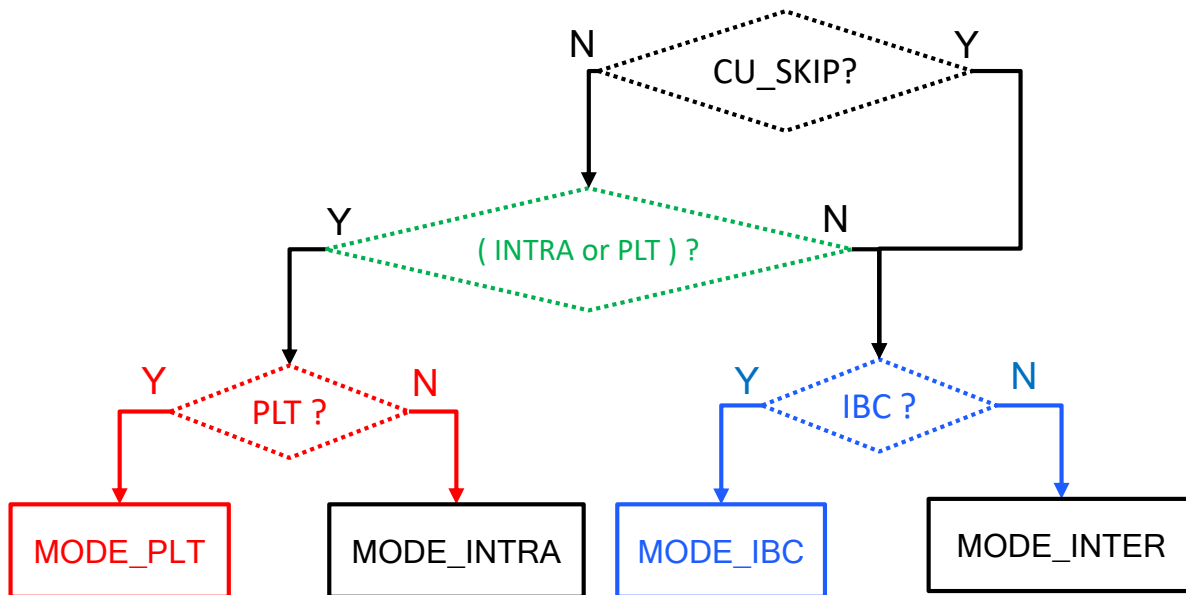 N
Y
CU_SKIP?
Y
N
( INTRA or PLT ) ?
Y
N
PLT ?
Y
N
IBC ?
MODE_PLT
MODE_INTRA
MODE_IBC
MODE_INTER